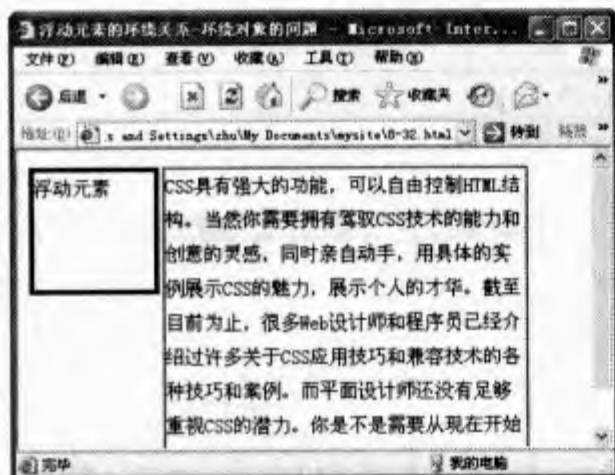 浮动元素的环绕关系-环绕对象的问题 - Microsoft Inter...
文件(F) 编辑(E) 查看(V) 收藏(A) 工具(T) 帮助(H)
后退 搜索 收藏夹
地址(D) s and Settings\zhu\My Documents\mysite\8-32.html 转到 链接
浮动元素
CSS具有强大的功能，可以自由控制HTML结
构。当然你需要拥有驾驭CSS技术的能力和
创意的灵感，同时亲自动手，用具体的实
例展示CSS的魅力，展示个人的才华。截至
目前为止，很多Web设计师和程序员已经介
绍过许多关于CSS应用技巧和兼容技术的各
种技巧和案例。而平面设计师还没有足够
重视CSS的潜力。你是不是需要从现在开始
完毕 我的电脑